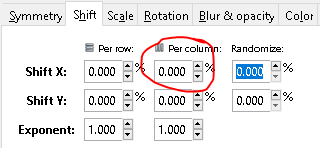 Symmetry Shift Scale Rotation Blur & opacity Color
Per row: Per column: Randomize:
Shift X: 0.000 % 0.000 % 0.000 %
Shift Y: 0.000 % 0.000 % 0.000 %
Exponent: 1.000 1.000